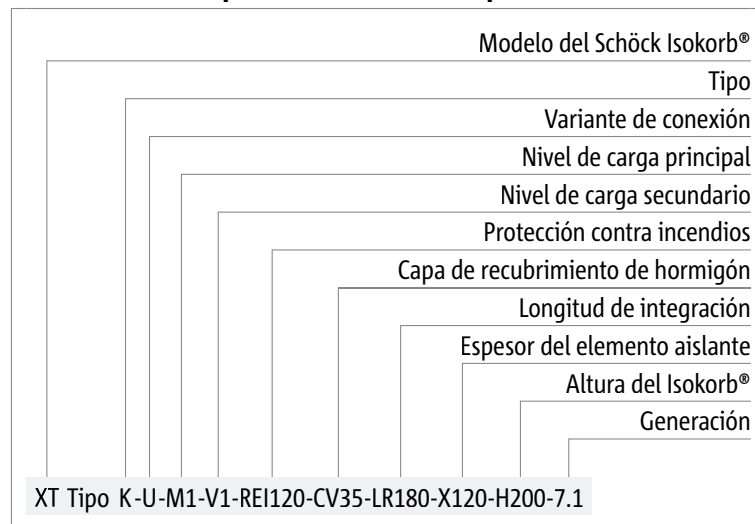 Modelo del Schöck Isokorb®
Tipo
Variante de conexión
Nivel de carga principal
Nivel de carga secundario
Protección contra incendios
Capa de recubrimiento de hormigón
Longitud de integración
Espesor del elemento aislante
Altura del Isokorb®
Generación
XT Tipo K-U-M1-V1-REI120-CV35-LR180-X120-H200-7.1